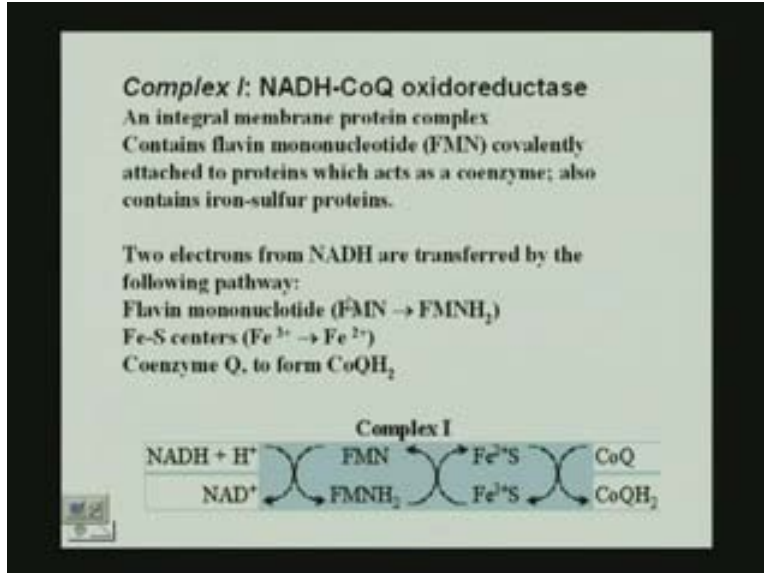 Complex I: NADH-CoQ oxidoreductase
An integral membrane protein complex
Contains flavin mononucleotide (FMN) covalently
attached to proteins which acts as a coenzyme; also
contains iron-sulfur proteins.
Two electrons from NADH are transferred by the
following pathway:
Flavin mononuclotide (FMN → FMNH₂)
Fe-S centers (Fe ³⁺ → Fe ²⁺)
Coenzyme Q, to form CoQH₂
Complex I
NADH + H⁺ FMN Fe²⁺S CoQ
NAD⁺ FMNH₂ Fe³⁺S CoQH₂